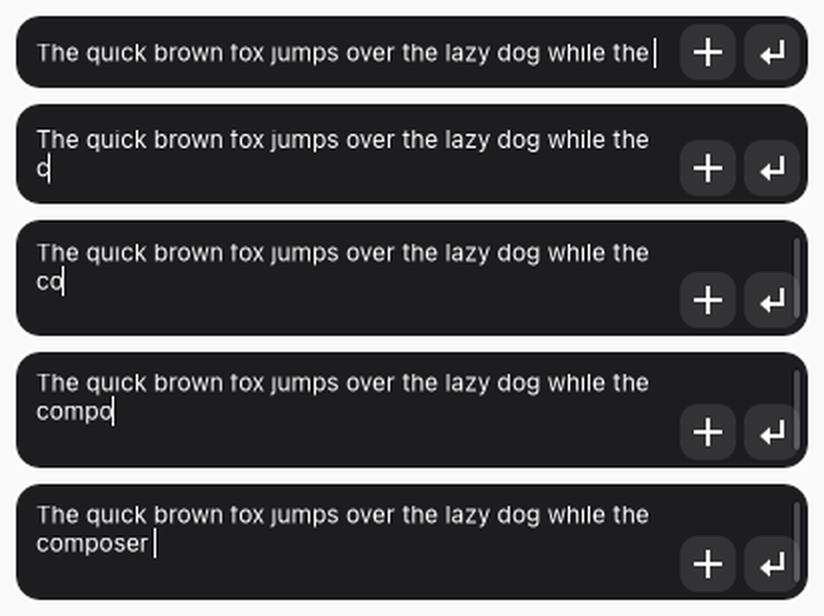 The quick brown fox jumps over the lazy dog while the
The quick brown fox jumps over the lazy dog while the
c
The quick brown fox jumps over the lazy dog while the
co
The quick brown fox jumps over the lazy dog while the
compo
The quick brown fox jumps over the lazy dog while the
composer